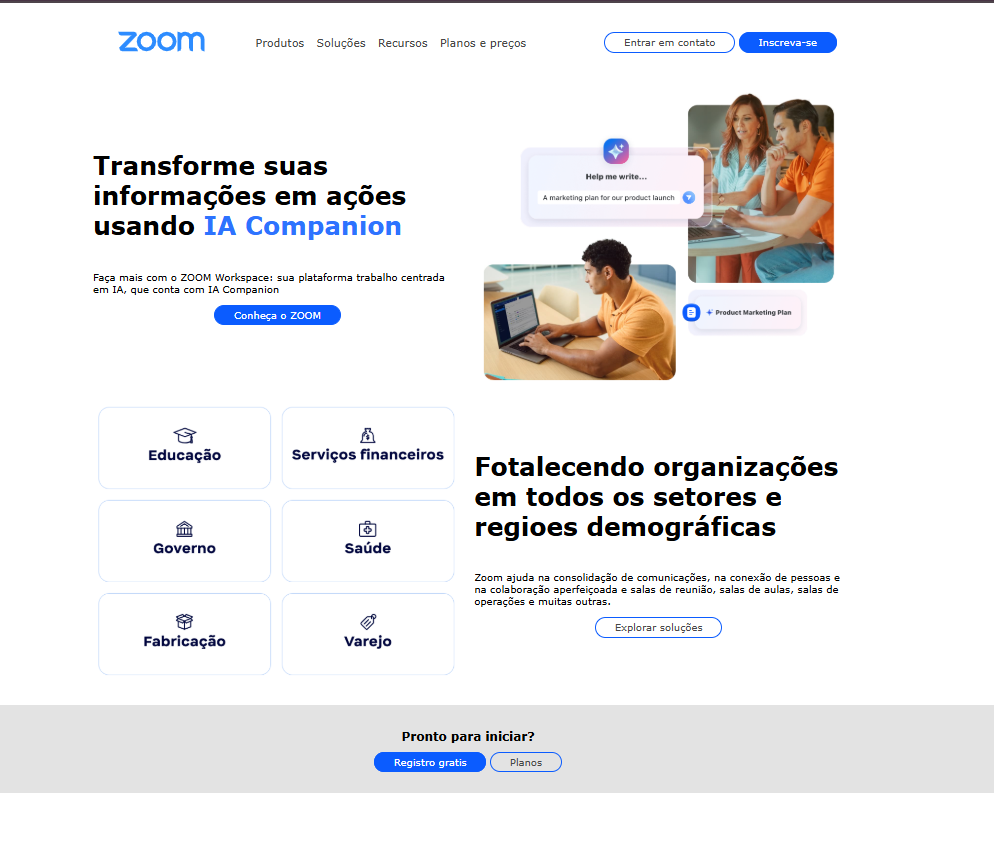 zoom
Produtos Soluções Recursos Planos e preços
Entrar em contato Inscreva-se
Transforme suas
informações em ações
usando IA Companion
Faça mais com o ZOOM Workspace: sua plataforma trabalho centrada
em IA, que conta com IA Companion
Conheça o ZOOM
Help me write...
A marketing plan for our product launch
Product Marketing Plan
Educação
Serviços financeiros
Governo
Saúde
Fabricação
Varejo
Fotalecendo organizações
em todos os setores e
regioes demográficas
Zoom ajuda na consolidação de comunicações, na conexão de pessoas e
na colaboração aperfeiçoada e salas de reunião, salas de aulas, salas de
operações e muitas outras.
Explorar soluções
Pronto para iniciar?
Registro gratis Planos